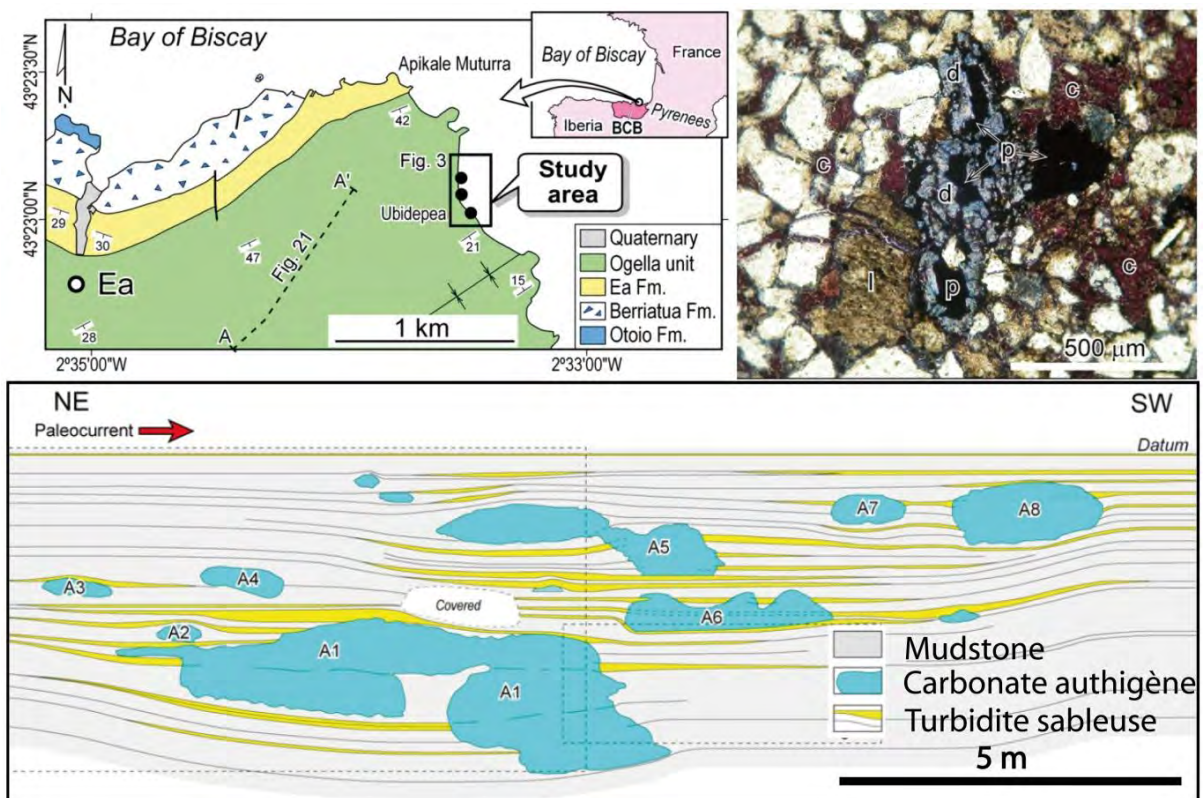 Bay of Biscay
43°23'30"N
43°23'00"N
N
Apikale Muturra
42
Fig. 3
Study
area
A'
Ubidepea
21
29
30
47
Fig. 21
15
Ea
28
A
1 km
2°35'00"W
2°33'00"W
Quaternary
Ogella unit
Ea Fm.
Berriatua Fm.
Otoio Fm.
Bay of Biscay
France
Pyrenees
Iberia
BCB
d
c
p
c
d
c
l
p
500 µm
NE
SW
Paleocurrent
Datum
A7
A8
A5
A3
A4
Covered
A6
A2
A1
A1
Mudstone
Carbonate authigène
Turbidite sableuse
5 m